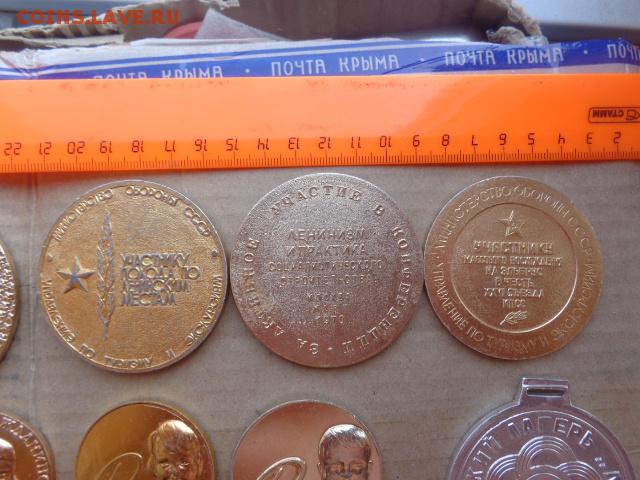 COINS.LAVE.RU
ПОЧТА КРЫМА · ПОЧТА КРЫМА · ПОЧТА КРЫМА
СТАММ
22 21 20 19 18 17 16 15 14 13 12 11 10 9 8 7 6 5 4 3 2
МИНИСТЕРСТВО ОБОРОНЫ СССР
УПРАВЛЕНИЕ ПО ТУРИЗМУ И ЭКСКУРСИЯМ
УЧАСТНИКУ
ПОХОДА ПО
ЛЕНИНСКИМ
МЕСТАМ
ЗА АКТИВНОЕ УЧАСТИЕ В КОНФЕРЕНЦИИ
ЛЕНИНИЗМ
И ПРАКТИКА
СОЦИАЛИСТИЧЕСКОГО
СТРОИТЕЛЬСТВА
МОСКВА
1970
МИНИСТЕРСТВО ОБОРОНЫ СССР
УПРАВЛЕНИЕ ПО ТУРИЗМУ И ЭКСКУРСИЯМ
УЧАСТНИКУ
МАССОВОГО ВОСХОЖДЕНИЯ
НА ЭЛЬБРУС
В ЧЕСТЬ
СЪЕЗДА
КПСС
ЛАГЕРЬ